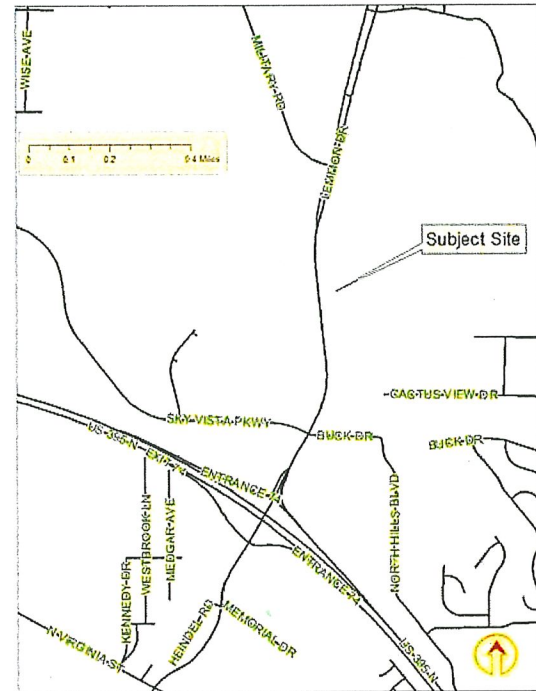 WISE AVE
MILITARY RD
LEMMON DR
0 0.1 0.2 0.4 Miles
Subject Site
CACTUS VIEW DR
SKY VISTA PKWY
BUCK DR
BUCK DR
US-395 N
EXIT 74
ENTRANCE 74
WESTBROOK LN
MEDGAR AVE
NORTH HILLS BLVD
ENTRANCE 74
KENNEDY DR
HEINDEL RD
MEMORIAL DR
N VIRGINIA ST
US-395 N